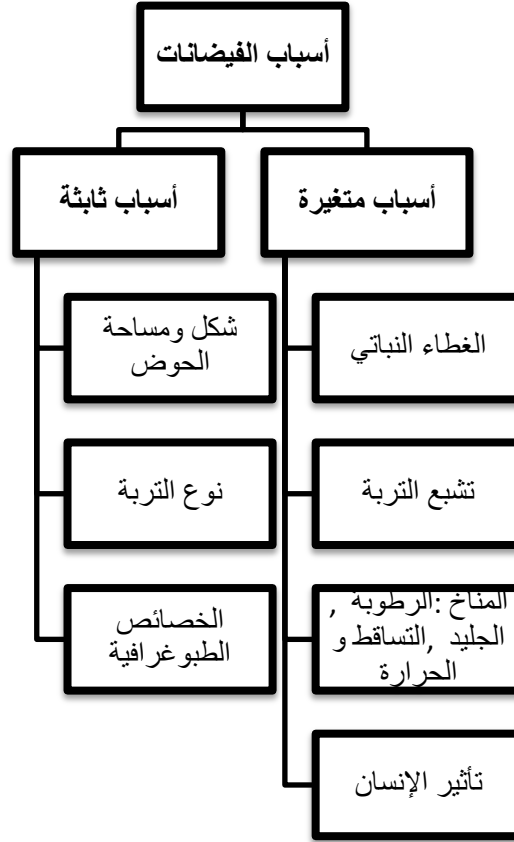 أسباب الفيضانات
أسباب متغيرة
الغطاء النباتي
تشبع التربة
المناخ :الرطوبة ,
الجليد ,التساقط و
الحرارة
تأثير الإنسان
أسباب ثابثة
شكل ومساحة
الحوض
نوع التربة
الخصائص
الطبوغرافية